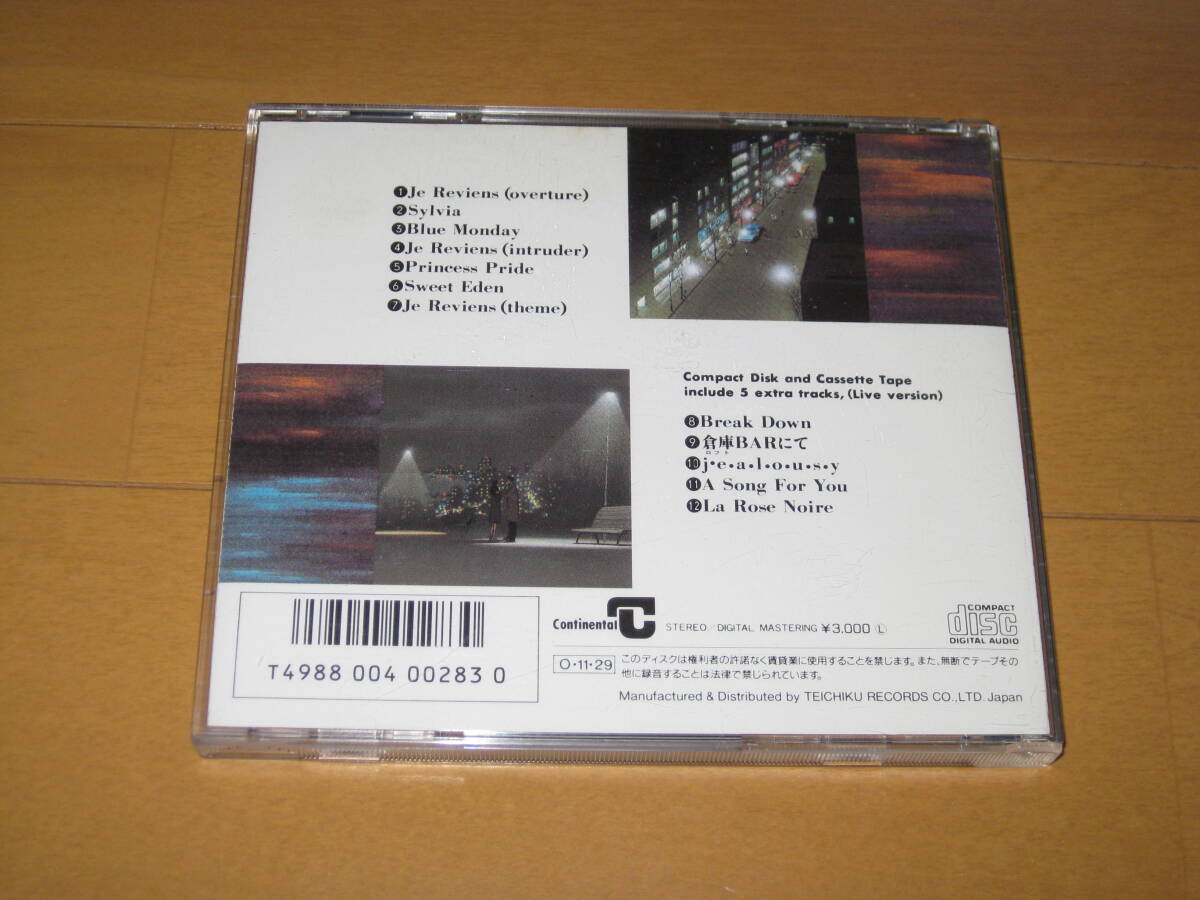 ❶Je Reviens (overture)
❷Sylvia
❸Blue Monday
❹Je Reviens (intruder)
❺Princess Pride
❻Sweet Eden
❼Je Reviens (theme)
Compact Disk and Cassette Tape
include 5 extra tracks, (Live version)
❽Break Down
❾倉庫BARにて
ロフト
❿j•e•a•l•o•u•s•y
⓫A Song For You
⓬La Rose Noire
T4988 004 00283 0
Continental
STEREO/DIGITAL MASTERING ¥3.000 Ⓛ
COMPACT
disc
DIGITAL AUDIO
O·11·29
このディスクは権利者の許諾なく賃貸業に使用することを禁じます。また、無断でテープその
他に録音することは法律で禁じられています。
Manufactured & Distributed by TEICHIKU RECORDS CO.,LTD. Japan